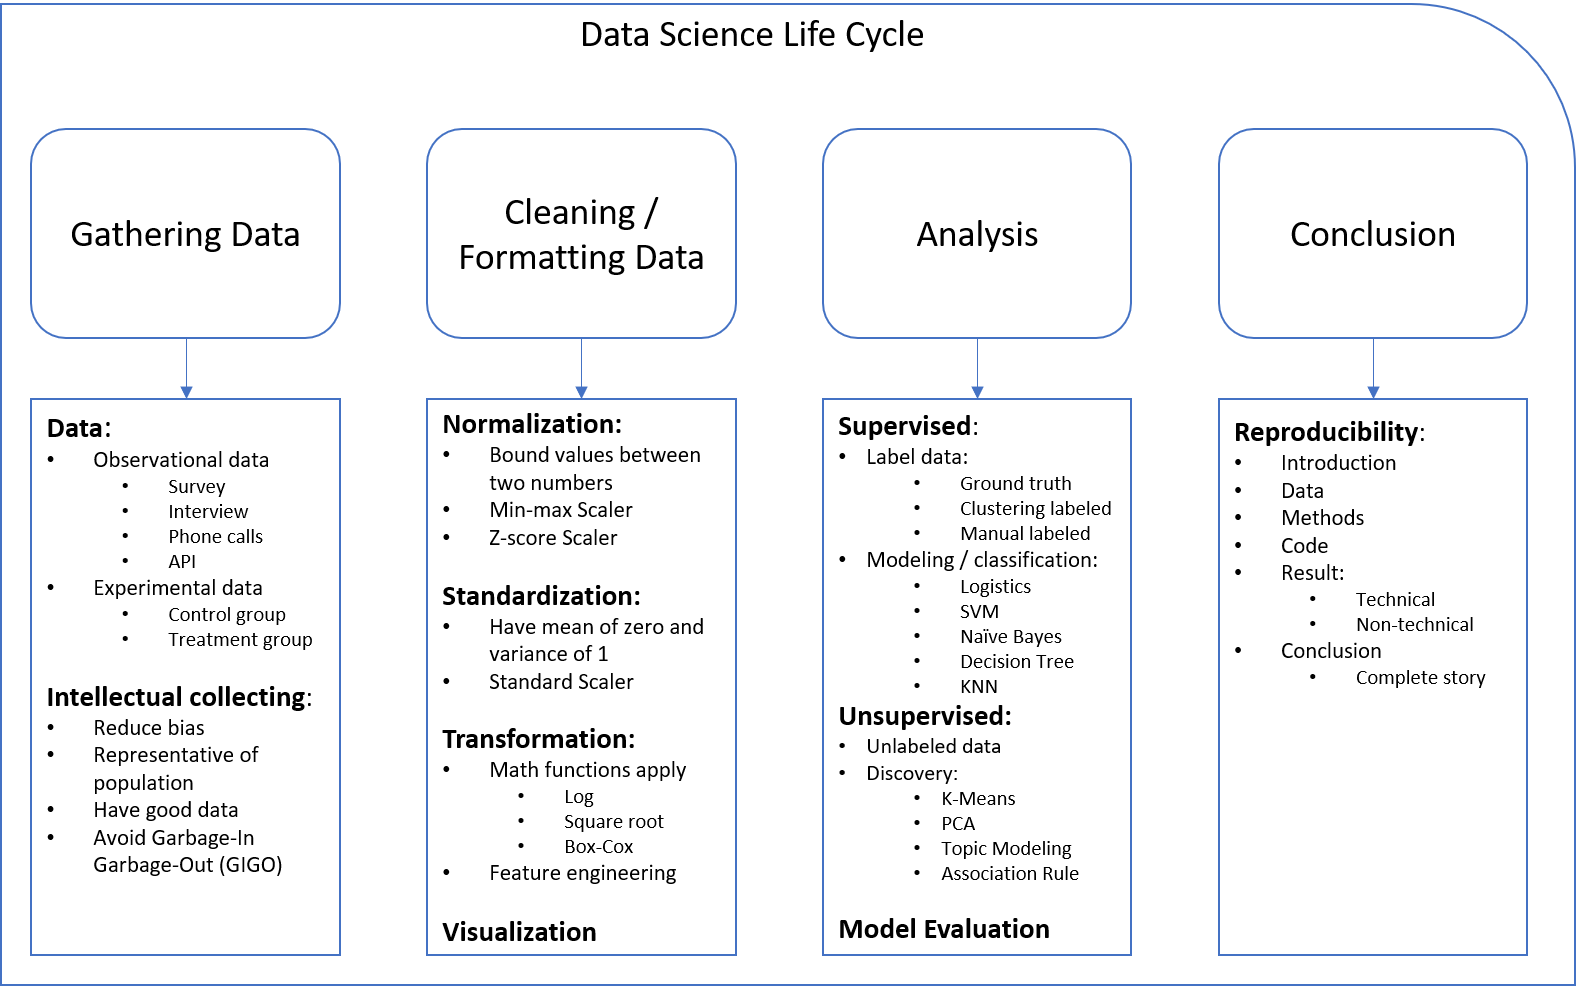 Data Science Life Cycle
Gathering Data
Data:
• Observational data
• Survey
• Interview
• Phone calls
• API
• Experimental data
• Control group
• Treatment group
Intellectual collecting:
• Reduce bias
• Representative of
population
• Have good data
• Avoid Garbage-In
Garbage-Out (GIGO)
Cleaning /
Formatting Data
Normalization:
• Bound values between
two numbers
• Min-max Scaler
• Z-score Scaler
Standardization:
• Have mean of zero and
variance of 1
• Standard Scaler
Transformation:
• Math functions apply
• Log
• Square root
• Box-Cox
• Feature engineering
Visualization
Analysis
Supervised:
• Label data:
• Ground truth
• Clustering labeled
• Manual labeled
• Modeling / classification:
• Logistics
• SVM
• Naïve Bayes
• Decision Tree
• KNN
Unsupervised:
• Unlabeled data
• Discovery:
• K-Means
• PCA
• Topic Modeling
• Association Rule
Model Evaluation
Conclusion
Reproducibility:
• Introduction
• Data
• Methods
• Code
• Result:
• Technical
• Non-technical
• Conclusion
• Complete story